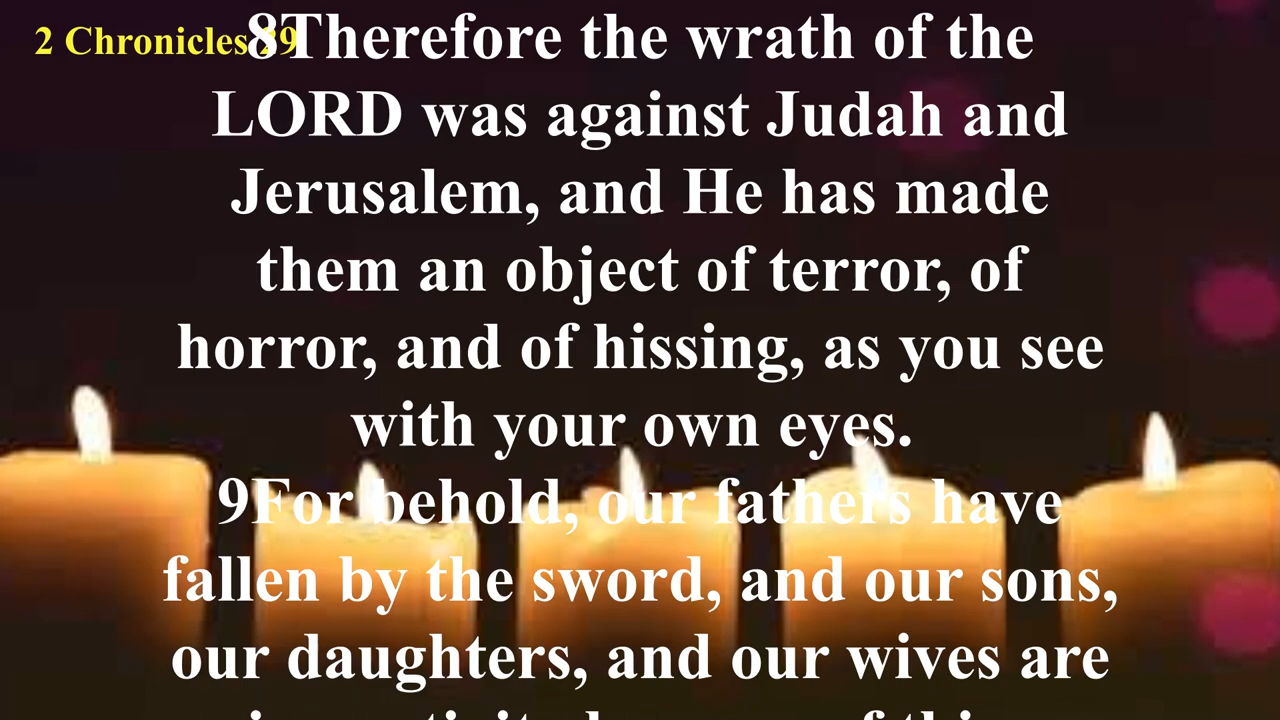 2 Chronicles 29
8Therefore the wrath of the
LORD was against Judah and
Jerusalem, and He has made
them an object of terror, of
horror, and of hissing, as you see
with your own eyes.
9For behold, our fathers have
fallen by the sword, and our sons,
our daughters, and our wives are